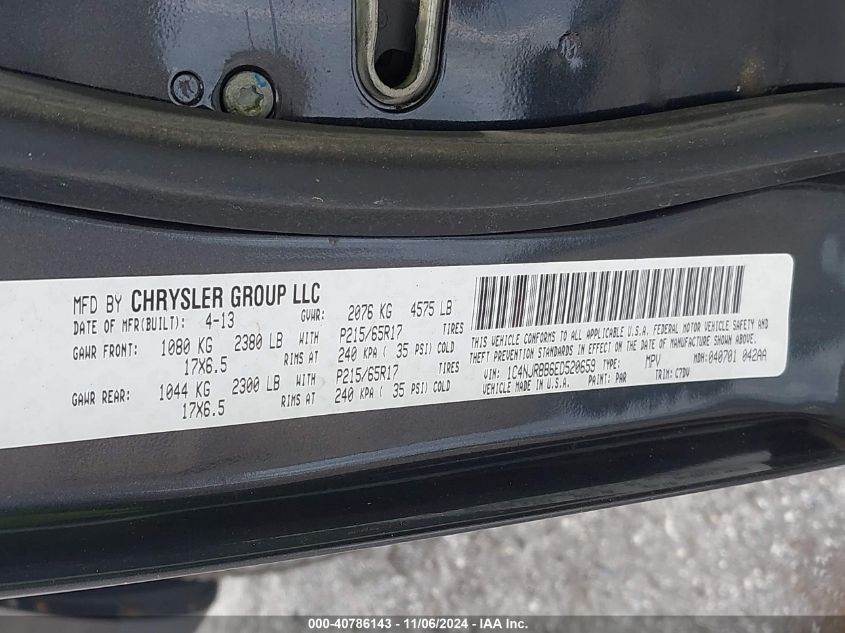 MFD BY CHRYSLER GROUP LLC
DATE OF MFR(BUILT): 4-13 GVWR: 2076 KG 4575 LB
GAWR FRONT: 1080 KG 2380 LB WITH P215/65R17 TIRES
17X6.5 RIMS AT 240 KPA ( 35 PSI) COLD
GAWR REAR: 1044 KG 2300 LB WITH P215/65R17 TIRES
17X6.5 RIMS AT 240 KPA ( 35 PSI) COLD
THIS VEHICLE CONFORMS TO ALL APPLICABLE U.S.A. FEDERAL MOTOR VEHICLE SAFETY AND
THEFT PREVENTION STANDARDS IN EFFECT ON THE DATE OF MANUFACTURE SHOWN ABOVE.
VIN: 1C4NJRBB6ED520659 TYPE: MPV MDH:040701 042AA
MADE IN U.S.A. PAINT: PAR TRIM: C7DV
000-40786143 - 11/06/2024 - IAA Inc.